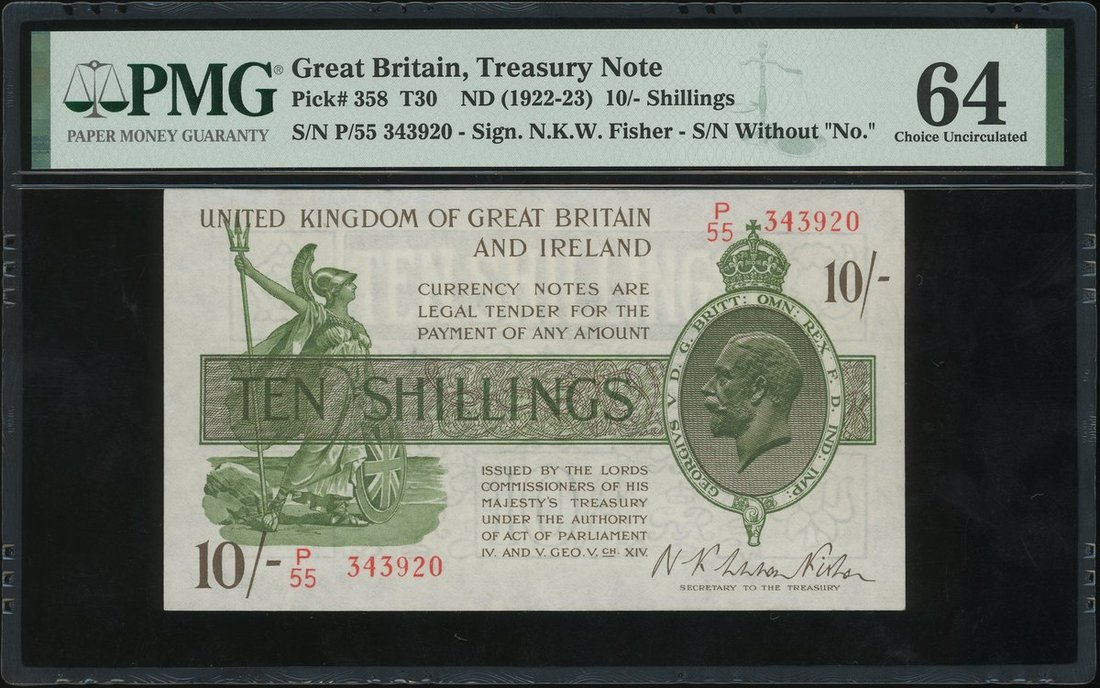 PMG®
PAPER MONEY GUARANTY
Great Britain, Treasury Note
Pick# 358 T30 ND (1922-23) 10/- Shillings
S/N P/55 343920 - Sign. N.K.W. Fisher - S/N Without "No."
64
Choice Uncirculated
UNITED KINGDOM OF GREAT BRITAIN
AND IRELAND
P/55 343920
10/-
CURRENCY NOTES ARE
LEGAL TENDER FOR THE
PAYMENT OF ANY AMOUNT
GEORGIVS V D. G. BRITT: OMN: REX F. D. IND: IMP:
TEN SHILLINGS
ISSUED BY THE LORDS
COMMISSIONERS OF HIS
MAJESTY'S TREASURY
UNDER THE AUTHORITY
OF ACT OF PARLIAMENT
IV. AND V. GEO. V. CH. XIV.
10/- P/55 343920
SECRETARY TO THE TREASURY